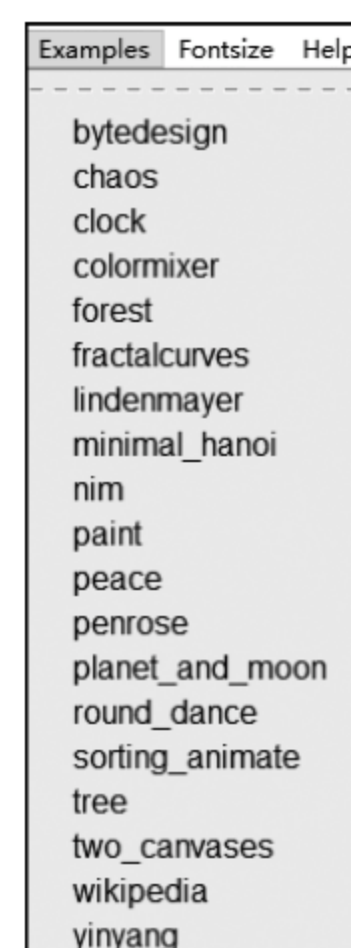 Examples Fontsize Help
bytedesign
chaos
clock
colormixer
forest
fractalcurves
lindenmayer
minimal_hanoi
nim
paint
peace
penrose
planet_and_moon
round_dance
sorting_animate
tree
two_canvases
wikipedia
yinyang